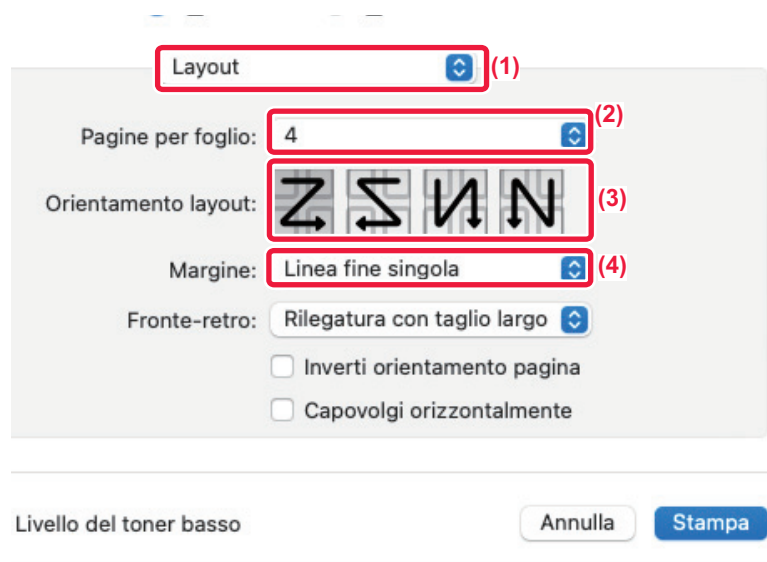 Layout (1)
Pagine per foglio: 4 (2)
Orientamento layout: (3)
Margine: Linea fine singola (4)
Fronte-retro: Rilegatura con taglio largo
Inverti orientamento pagina
Capovolgi orizzontalmente
Livello del toner basso Annulla Stampa